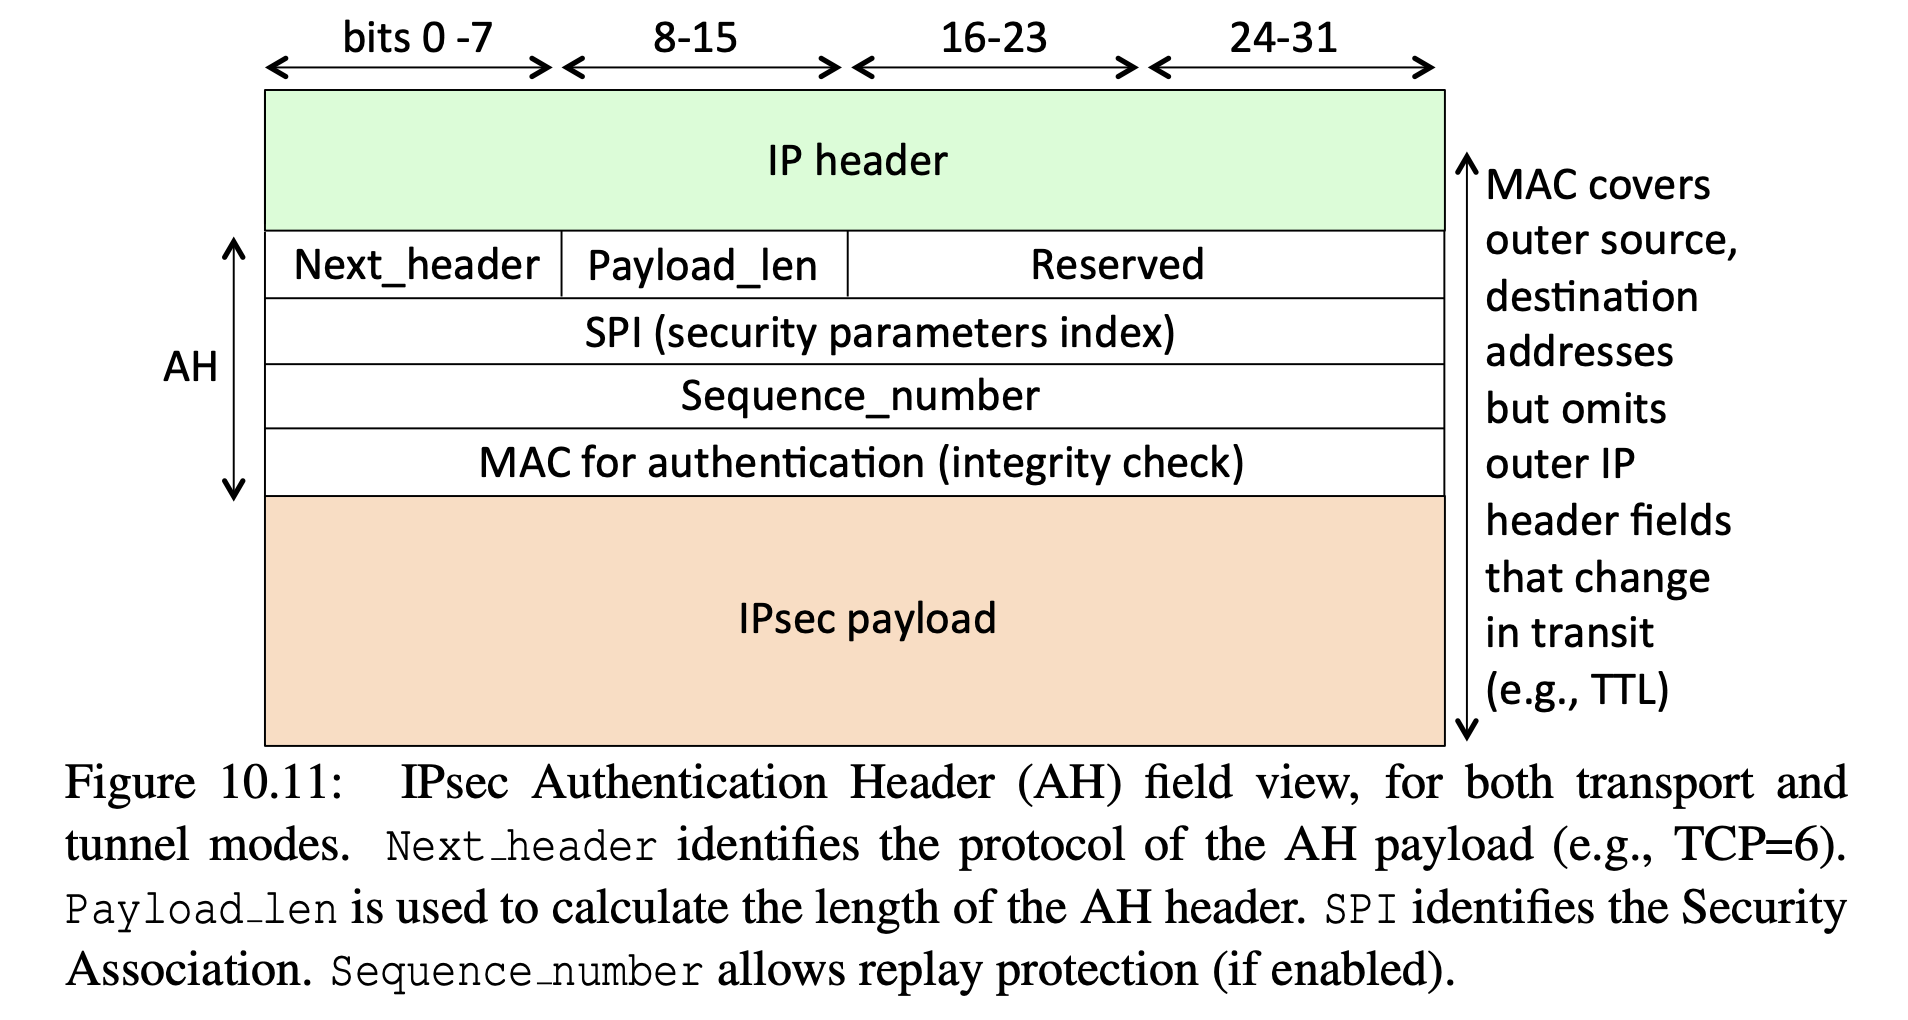 bits 0 -7 8-15 16-23 24-31
IP header
Next_header Payload_len Reserved
SPI (security parameters index)
AH
Sequence_number
MAC for authentication (integrity check)
IPsec payload
MAC covers
outer source,
destination
addresses
but omits
outer IP
header fields
that change
in transit
(e.g., TTL)
Figure 10.11: IPsec Authentication Header (AH) field view, for both transport and
tunnel modes. Next_header identifies the protocol of the AH payload (e.g., TCP=6).
Payload_len is used to calculate the length of the AH header. SPI identifies the Security
Association. Sequence_number allows replay protection (if enabled).